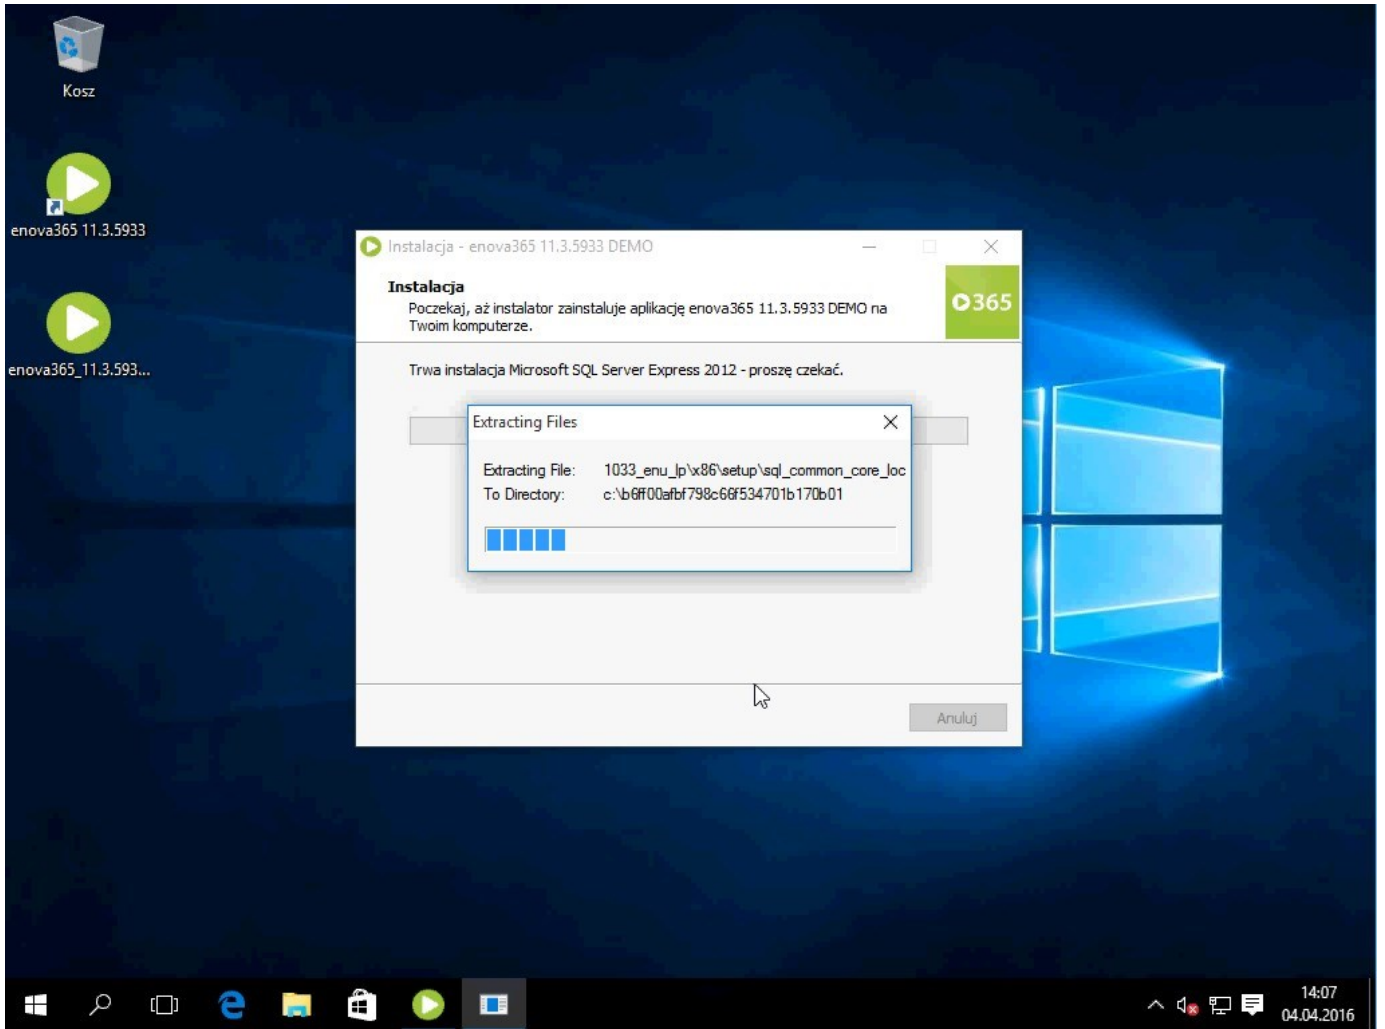 Kosz
enova365 11.3.5933
enova365_11.3.593...
Instalacja - enova365 11.3.5933 DEMO
Instalacja
Poczekaj, aż instalator zainstaluje aplikację enova365 11.3.5933 DEMO na
Twoim komputerze.
365
Trwa instalacja Microsoft SQL Server Express 2012 - proszę czekać.
Extracting Files
Extracting File: 1033_enu_lp\x86\setup\sql_common_core_loc
To Directory: c:\b6ff00afbf798c66f534701b170b01
Anuluj
14:07
04.04.2016